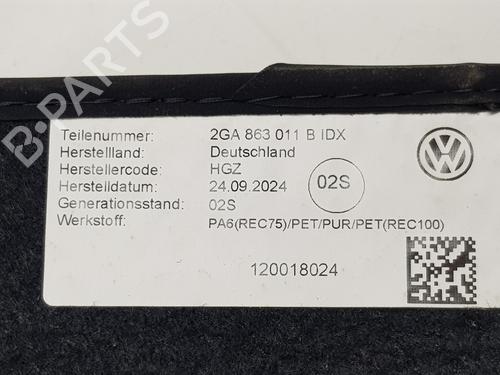 B-PARTS
Teilenummer: 2GA 863 011 B IDX
Herstellland: Deutschland
Herstellercode: HGZ
Herstelldatum: 24.09.2024
Generationsstand: 02S
Werkstoff: PA6(REC75)/PET/PUR/PET(REC100)
02S
120018024